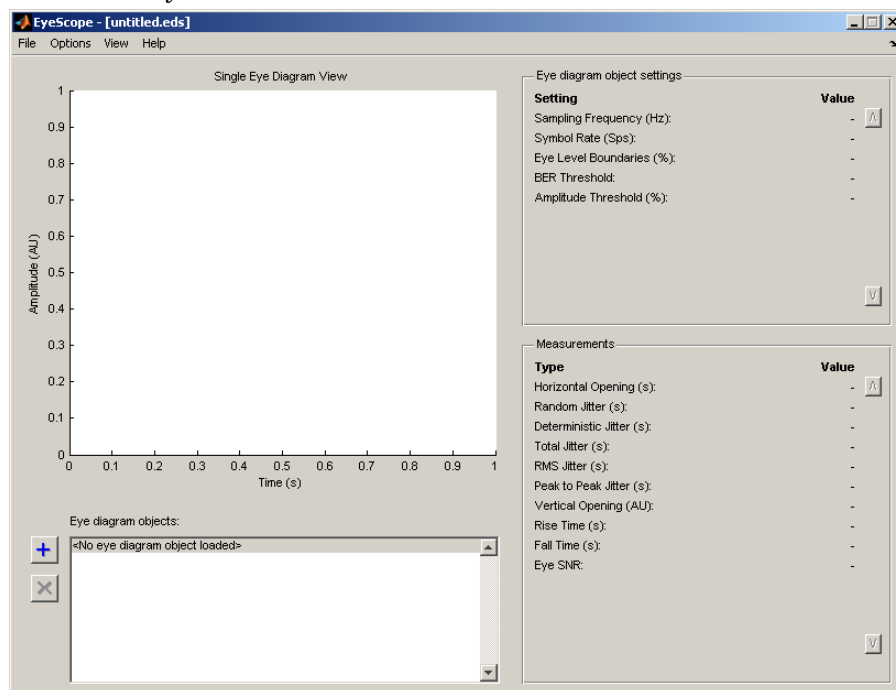 EyeScope - [untitled.eds]
File Options View Help
Single Eye Diagram View
1
0.9
0.8
0.7
0.6
0.5
0.4
0.3
0.2
0.1
0
Amplitude (AU)
0 0.1 0.2 0.3 0.4 0.5 0.6 0.7 0.8 0.9 1
Time (s)
Eye diagram objects:
<No eye diagram object loaded>
Eye diagram object settings
Setting Value
Sampling Frequency (Hz): -
Symbol Rate (Sps): -
Eye Level Boundaries (%): -
BER Threshold: -
Amplitude Threshold (%): -
Measurements
Type Value
Horizontal Opening (s): -
Random Jitter (s): -
Deterministic Jitter (s): -
Total Jitter (s): -
RMS Jitter (s): -
Peak to Peak Jitter (s): -
Vertical Opening (AU): -
Rise Time (s): -
Fall Time (s): -
Eye SNR: -